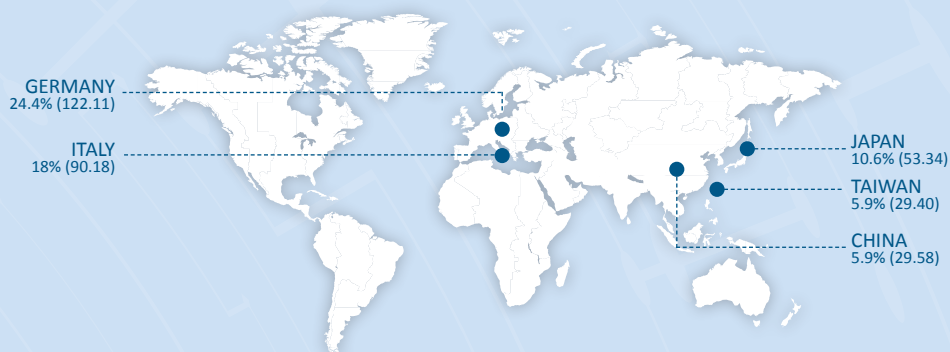 GERMANY
24.4% (122.11)
ITALY
18% (90.18)
JAPAN
10.6% (53.34)
TAIWAN
5.9% (29.40)
CHINA
5.9% (29.58)